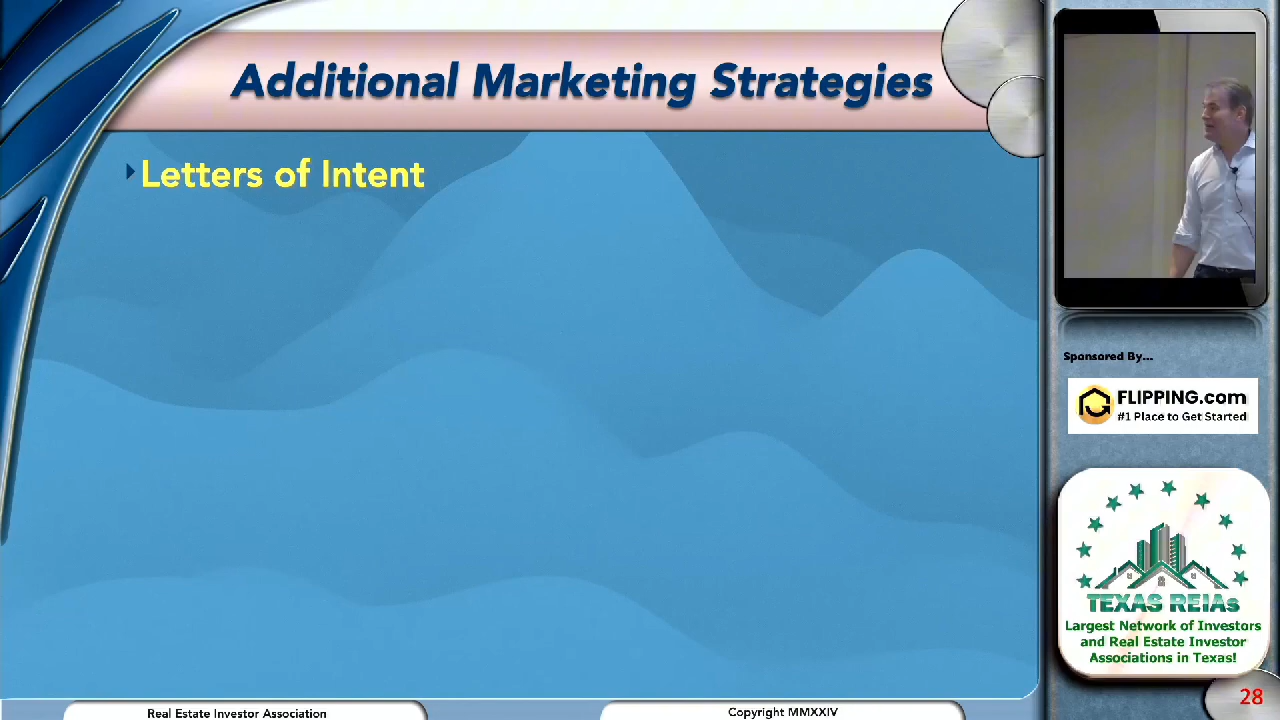 Additional Marketing Strategies
Letters of Intent
Sponsored By...
FLIPPING.com
#1 Place to Get Started
TEXAS REIAs
Largest Network of Investors
and Real Estate Investor
Associations in Texas!
28
Real Estate Investor Association
Copyright MMXXIV